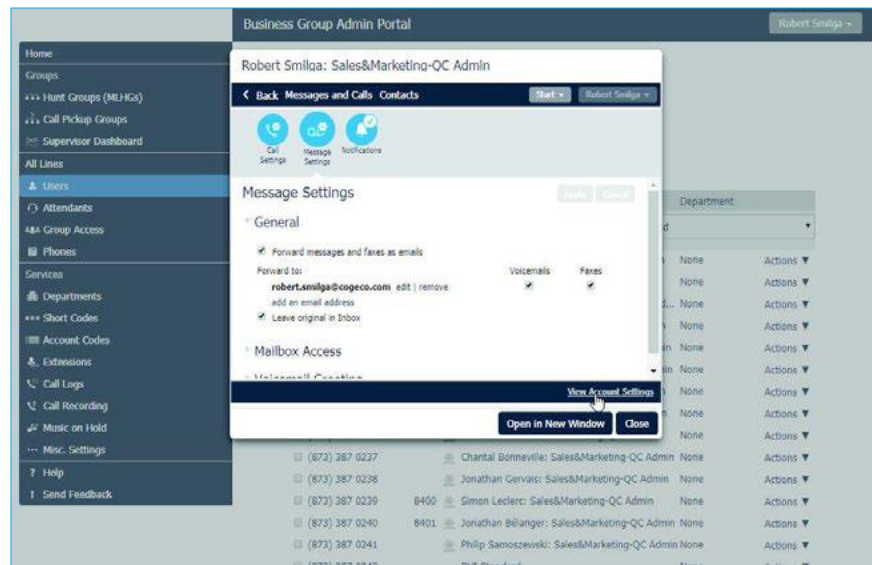 Business Group Admin Portal
Robert Smilga
Home
Groups
Hunt Groups (MLHGs)
Call Pickup Groups
Supervisor Dashboard
All Lines
Users
Attendants
Group Access
Phones
Services
Departments
Short Codes
Account Codes
Extensions
Call Logs
Call Recording
Music on Hold
Misc. Settings
? Help
! Send Feedback
Robert Smilga: Sales&Marketing-QC Admin
Back Messages and Calls Contacts Start Robert Smilga
Call Settings
Message Settings
Notifications
Message Settings Apply Cancel
General
Forward messages and faxes as emails
Forward to: Voicemails Faxes
robert.smilga@cogeco.com edit | remove
add an email address
Leave original in Inbox
Mailbox Access
Voicemail Greeting
View Account Settings
Open in New Window Close
Department
None Actions
None Actions
None Actions
None Actions
None Actions
None Actions
None Actions
None Actions
None Actions
(873) 387 0237 Chantal Bonneville: Sales&Marketing-QC Admin None Actions
(873) 387 0238 Jonathan Gervais: Sales&Marketing-QC Admin None Actions
(873) 387 0239 8400 Simon Leclerc: Sales&Marketing-QC Admin None Actions
(873) 387 0240 8401 Jonathan Bélanger: Sales&Marketing-QC Admin None Actions
(873) 387 0241 Philip Samoszewski: Sales&Marketing-QC Admin None Actions